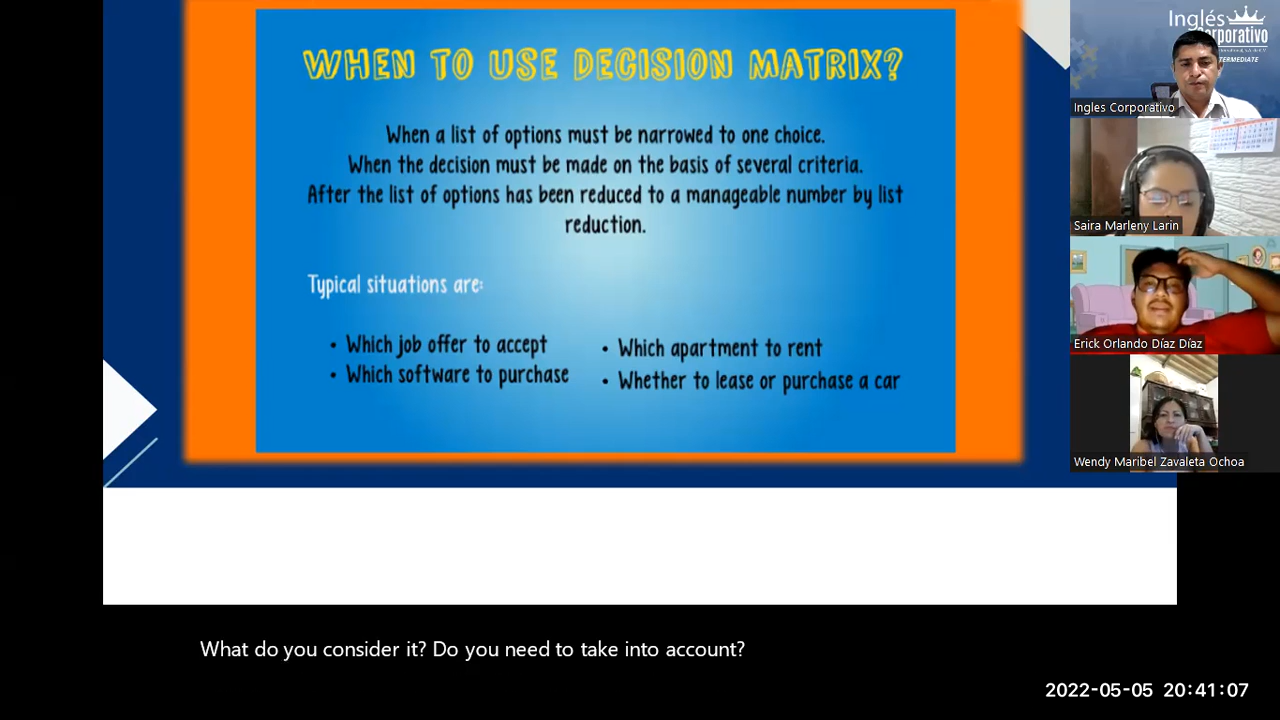 WHEN TO USE DECISION MATRIX?
When a list of options must be narrowed to one choice.
When the decision must be made on the basis of several criteria.
After the list of options has been reduced to a manageable number by list
reduction.
Typical situations are:
• Which job offer to accept
• Which software to purchase
• Which apartment to rent
• Whether to lease or purchase a car
Inglés
Corporativo
TERMEDIATE
Ingles Corporativo
Saira Marleny Larin
Erick Orlando Díaz Díaz
Wendy Maribel Zavaleta Ochoa
What do you consider it? Do you need to take into account?
2022-05-05 20:41:07